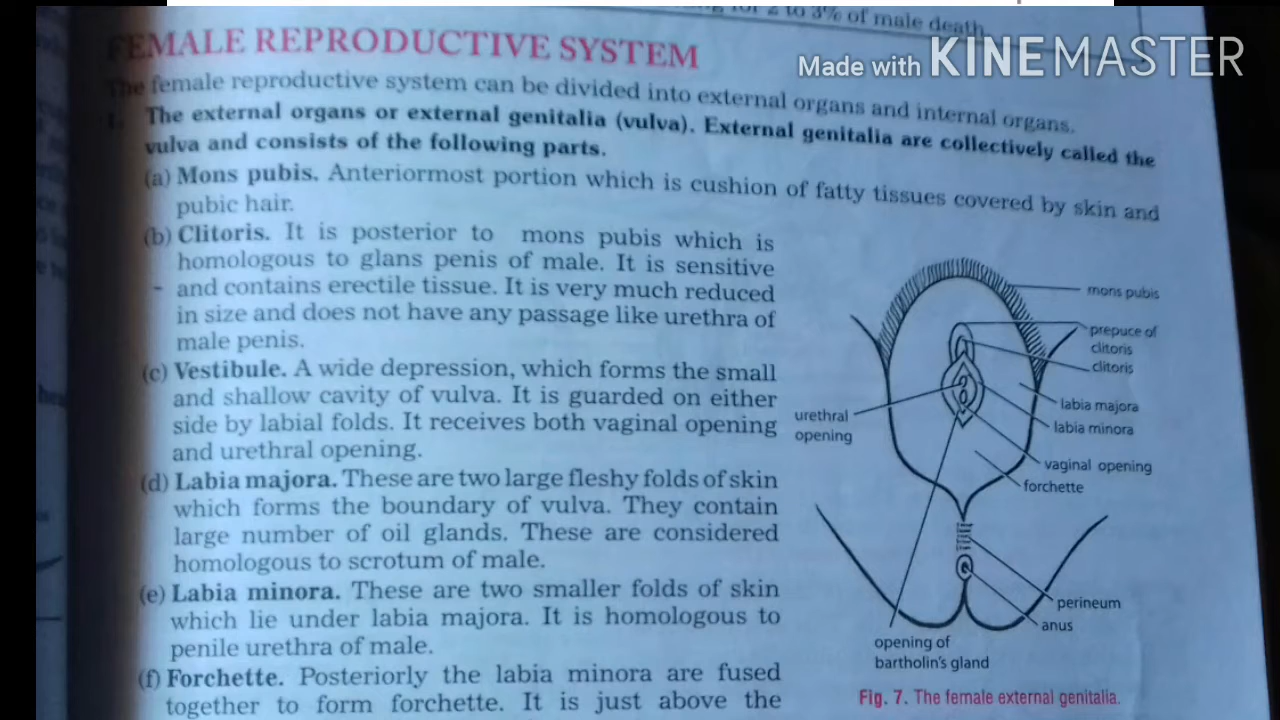 2 to 3% of male death
Made with KINEMASTER
FEMALE REPRODUCTIVE SYSTEM
The female reproductive system can be divided into external organs and internal organs.
1. The external organs or external genitalia (vulva). External genitalia are collectively called the
vulva and consists of the following parts.
(a) Mons pubis. Anteriormost portion which is cushion of fatty tissues covered by skin and
pubic hair.
(b) Clitoris. It is posterior to mons pubis which is
homologous to glans penis of male. It is sensitive
and contains erectile tissue. It is very much reduced
in size and does not have any passage like urethra of
male penis.
(c) Vestibule. A wide depression, which forms the small
and shallow cavity of vulva. It is guarded on either
side by labial folds. It receives both vaginal opening
and urethral opening.
(d) Labia majora. These are two large fleshy folds of skin
which forms the boundary of vulva. They contain
large number of oil glands. These are considered
homologous to scrotum of male.
(e) Labia minora. These are two smaller folds of skin
which lie under labia majora. It is homologous to
penile urethra of male.
(f) Forchette. Posteriorly the labia minora are fused
together to form forchette. It is just above the
mons pubis
prepuce of
clitoris
clitoris
labia majora
labia minora
urethral
opening
vaginal opening
forchette
perineum
anus
opening of
bartholin's gland
Fig. 7. The female external genitalia.